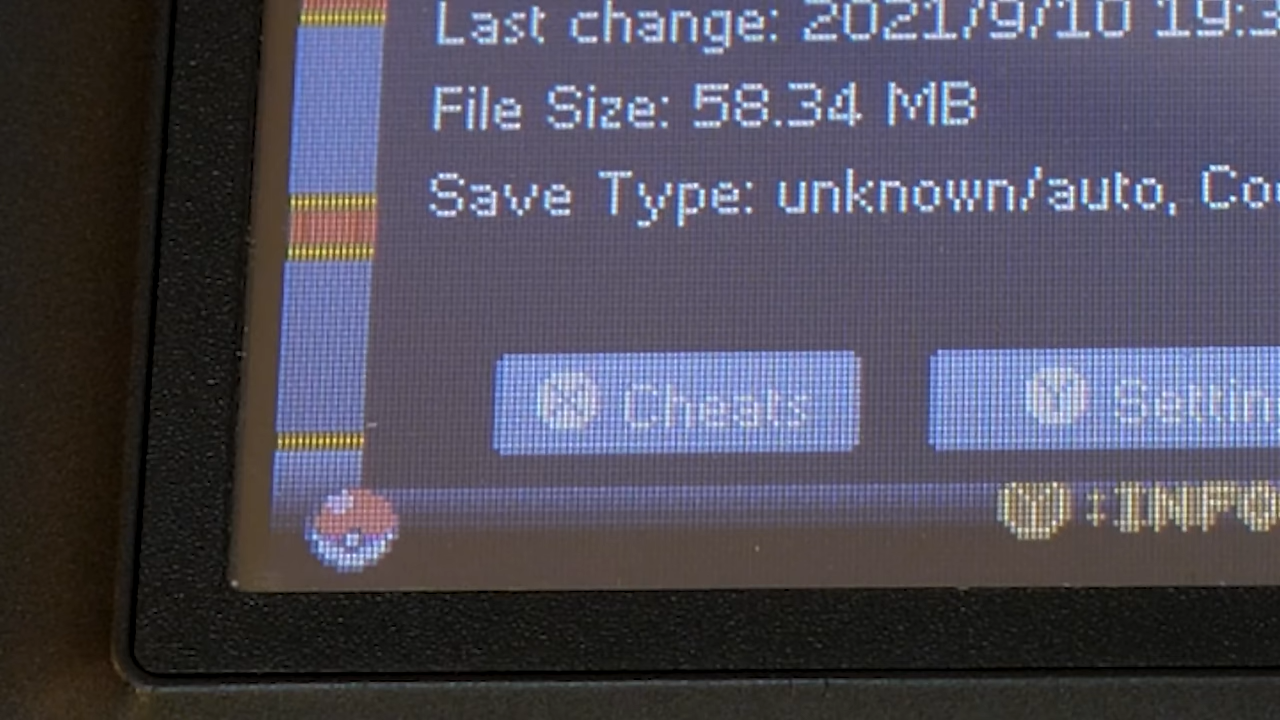 Last change: 2021/9/10 19:3
File Size: 58.34 MB
Save Type: unknown/auto, Co
X Cheats
Y Settin
Y :INFO